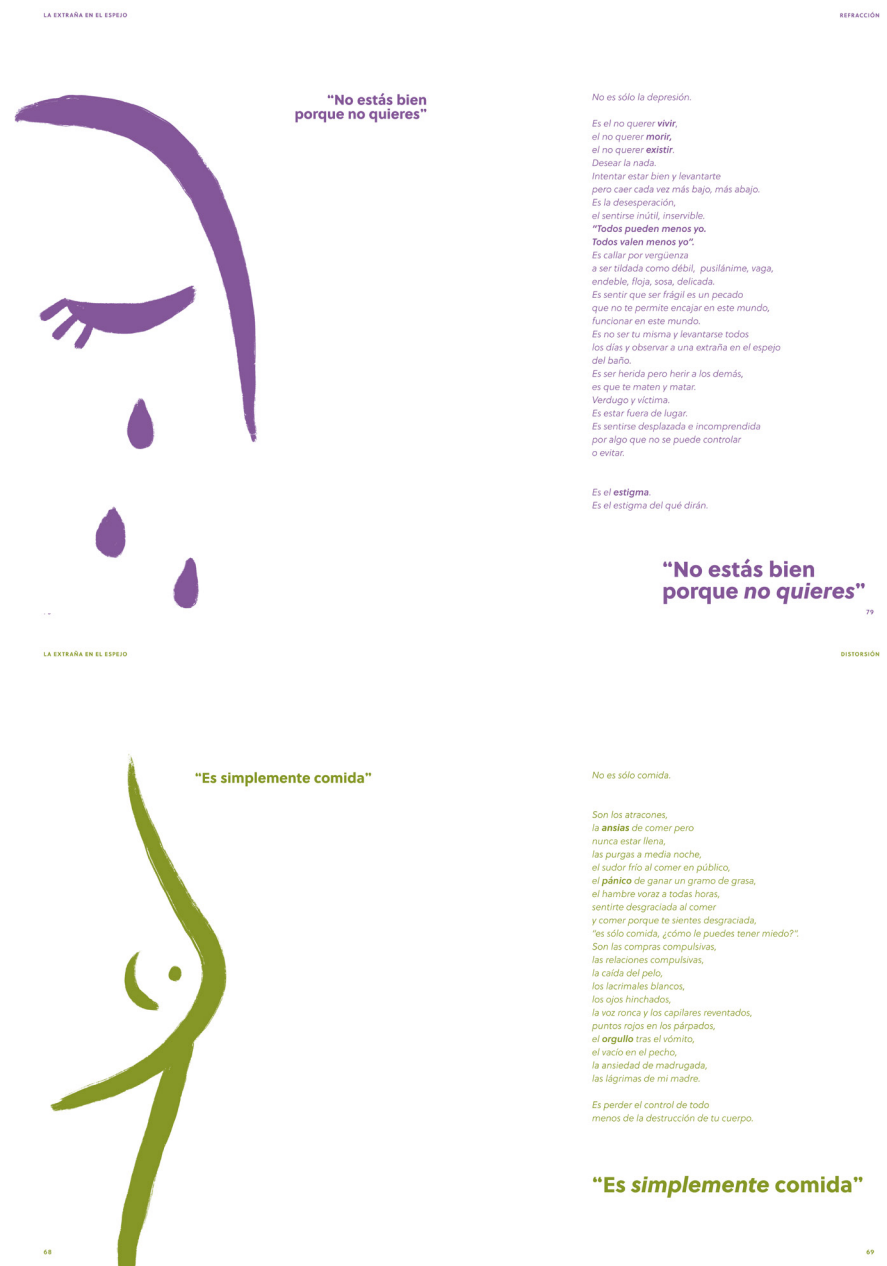 LA EXTRAÑA EN EL ESPEJO
REFRACCIÓN
“No estás bien
porque no quieres”
No es sólo la depresión.
Es el no querer vivir,
el no querer morir,
el no querer existir.
Desear la nada.
Intentar estar bien y levantarte
pero caer cada vez más bajo, más abajo.
Es la desesperación,
el sentirse inútil, inservible.
“Todos pueden menos yo.
Todos valen menos yo”.
Es callar por vergüenza
a ser tildada como débil, pusilánime, vaga,
endeble, floja, sosa, delicada.
Es sentir que ser frágil es un pecado
que no te permite encajar en este mundo,
funcionar en este mundo.
Es no ser tu misma y levantarse todos
los días y observar a una extraña en el espejo
del baño.
Es ser herida pero herir a los demás,
es que te maten y matar.
Verdugo y víctima.
Es estar fuera de lugar.
Es sentirse desplazada e incomprendida
por algo que no se puede controlar
o evitar.
Es el estigma.
Es el estigma del qué dirán.
“No estás bien
porque no quieres”
79
LA EXTRAÑA EN EL ESPEJO
DISTORSIÓN
“Es simplemente comida”
No es sólo comida.
Son los atracones,
la ansias de comer pero
nunca estar llena,
las purgas a media noche,
el sudor frío al comer en público,
el pánico de ganar un gramo de grasa,
el hambre voraz a todas horas,
sentirte desgraciada al comer
y comer porque te sientes desgraciada,
“es sólo comida, ¿cómo le puedes tener miedo?”.
Son las compras compulsivas,
las relaciones compulsivas,
la caída del pelo,
los lacrimales blancos,
los ojos hinchados,
la voz ronca y los capilares reventados,
puntos rojos en los párpados,
el orgullo tras el vómito,
el vacío en el pecho,
la ansiedad de madrugada,
las lágrimas de mi madre.
Es perder el control de todo
menos de la destrucción de tu cuerpo.
“Es simplemente comida”
68
69